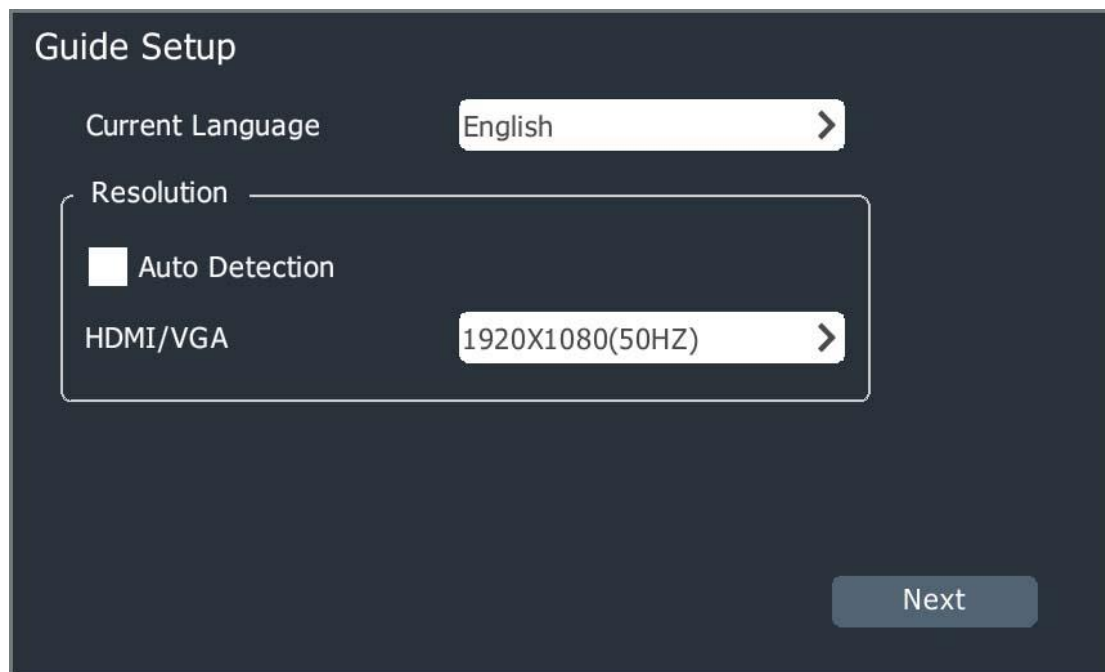 Guide Setup
Current Language English
Resolution
Auto Detection
HDMI/VGA 1920X1080(50HZ)
Next